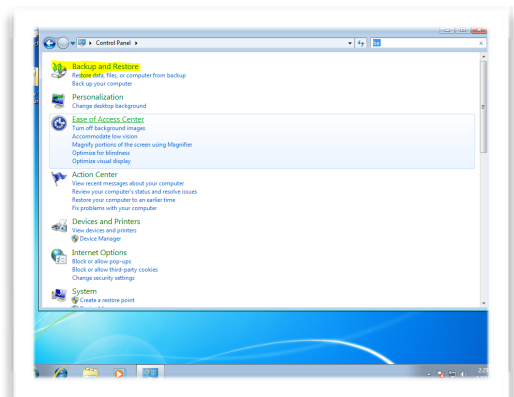 Control Panel
Backup and Restore
Restore data, files, or computer from backup
Back up your computer
Personalization
Change desktop background
Ease of Access Center
Turn off background images
Accommodate low vision
Magnify portions of the screen using Magnifier
Optimize for blindness
Optimize visual display
Action Center
View recent messages about your computer
Review your computer's status and resolve issues
Restore your computer to an earlier time
Fix problems with your computer
Devices and Printers
View devices and printers
Device Manager
Internet Options
Block or allow pop-ups
Block or allow third-party cookies
Change security settings
System
Create a restore point